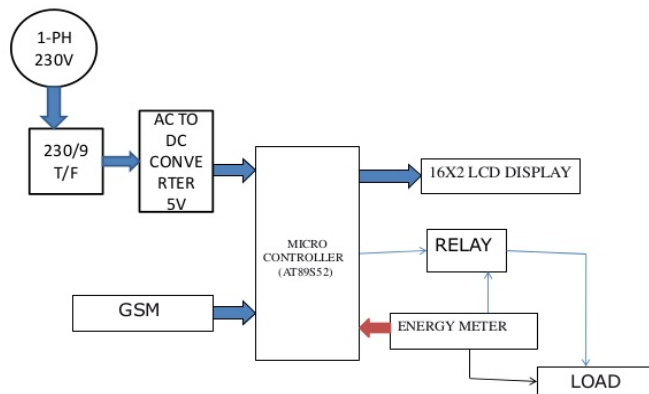 1-PH
230V
230/9
T/F
AC TO
DC
CONVE
RTER
5V
MICRO
CONTROLLER
(AT89S52)
16X2 LCD DISPLAY
RELAY
GSM
ENERGY METER
LOAD